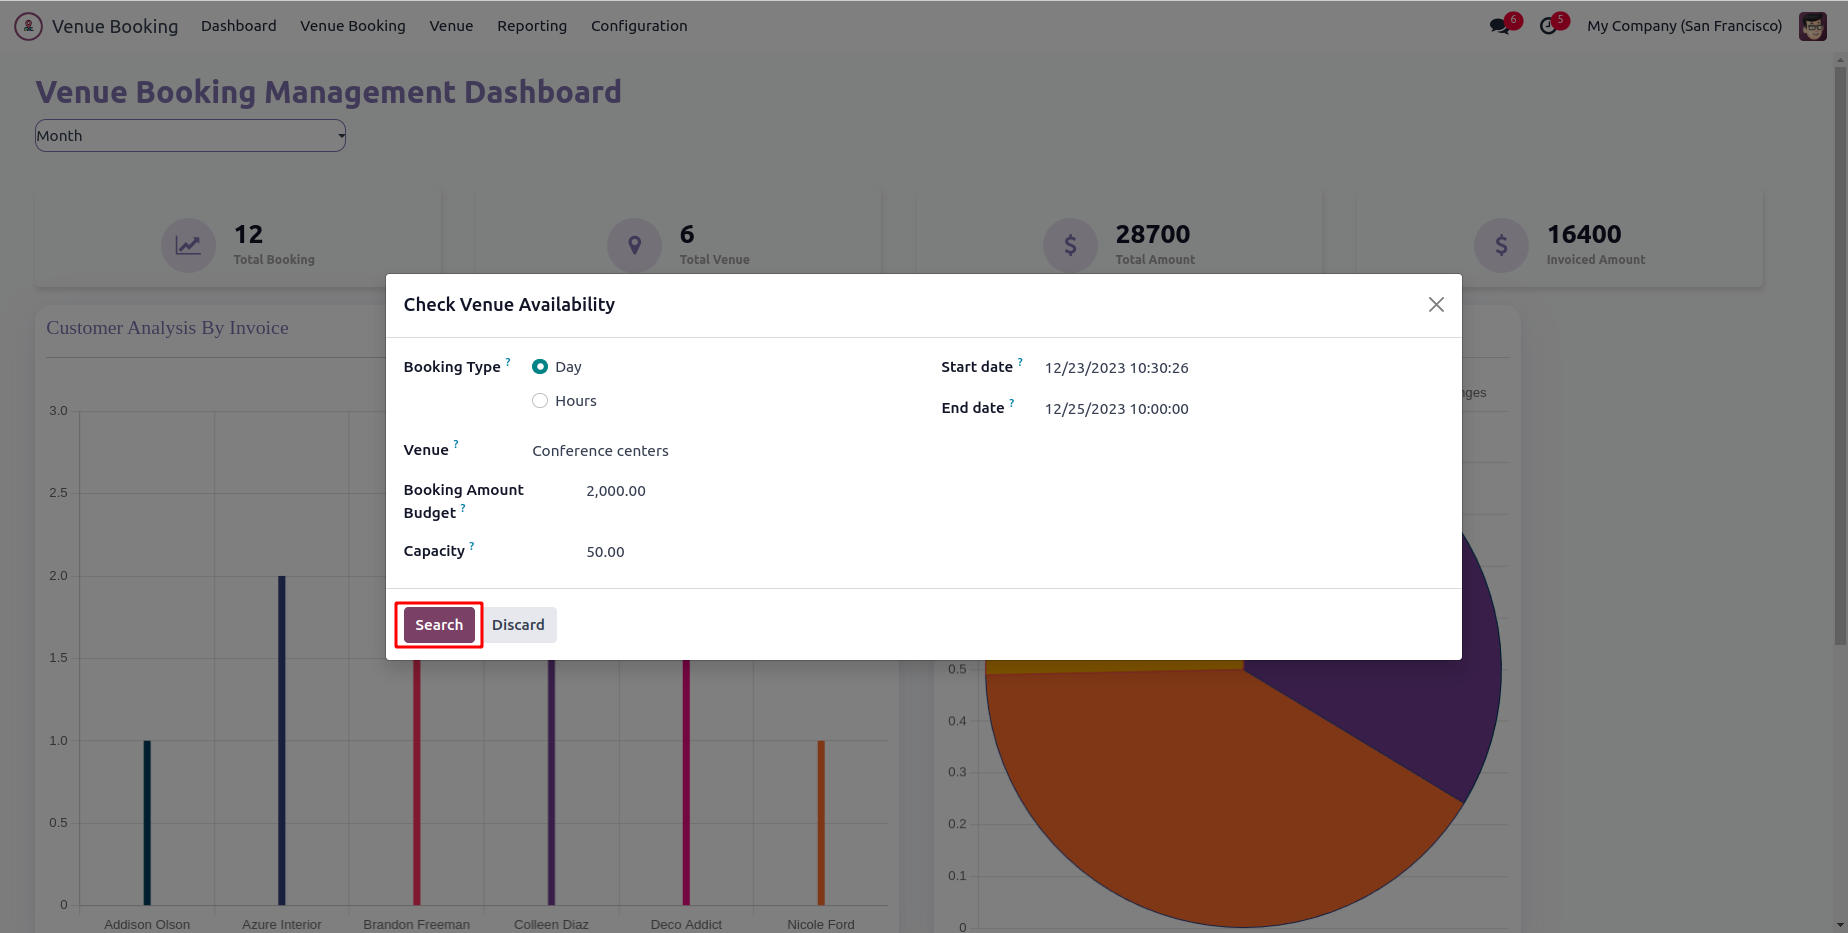 Venue Booking Dashboard Venue Booking Venue Reporting Configuration 6 5 My Company (San Francisco)
Venue Booking Management Dashboard
Month
12
Total Booking
6
Total Venue
28700
Total Amount
16400
Invoiced Amount
Check Venue Availability
Booking Type ? Day
Hours
Start date ? 12/23/2023 10:30:26
End date ? 12/25/2023 10:00:00
Venue ? Conference centers
Booking Amount
Budget ? 2,000.00
Capacity ? 50.00
Search Discard
Customer Analysis By Invoice
3.0
2.5
2.0
1.5
1.0
0.5
0
Addison Olson Azure Interior Brandon Freeman Colleen Diaz Deco Addict Nicole Ford
0.5
0.4
0.3
0.2
0.1
0